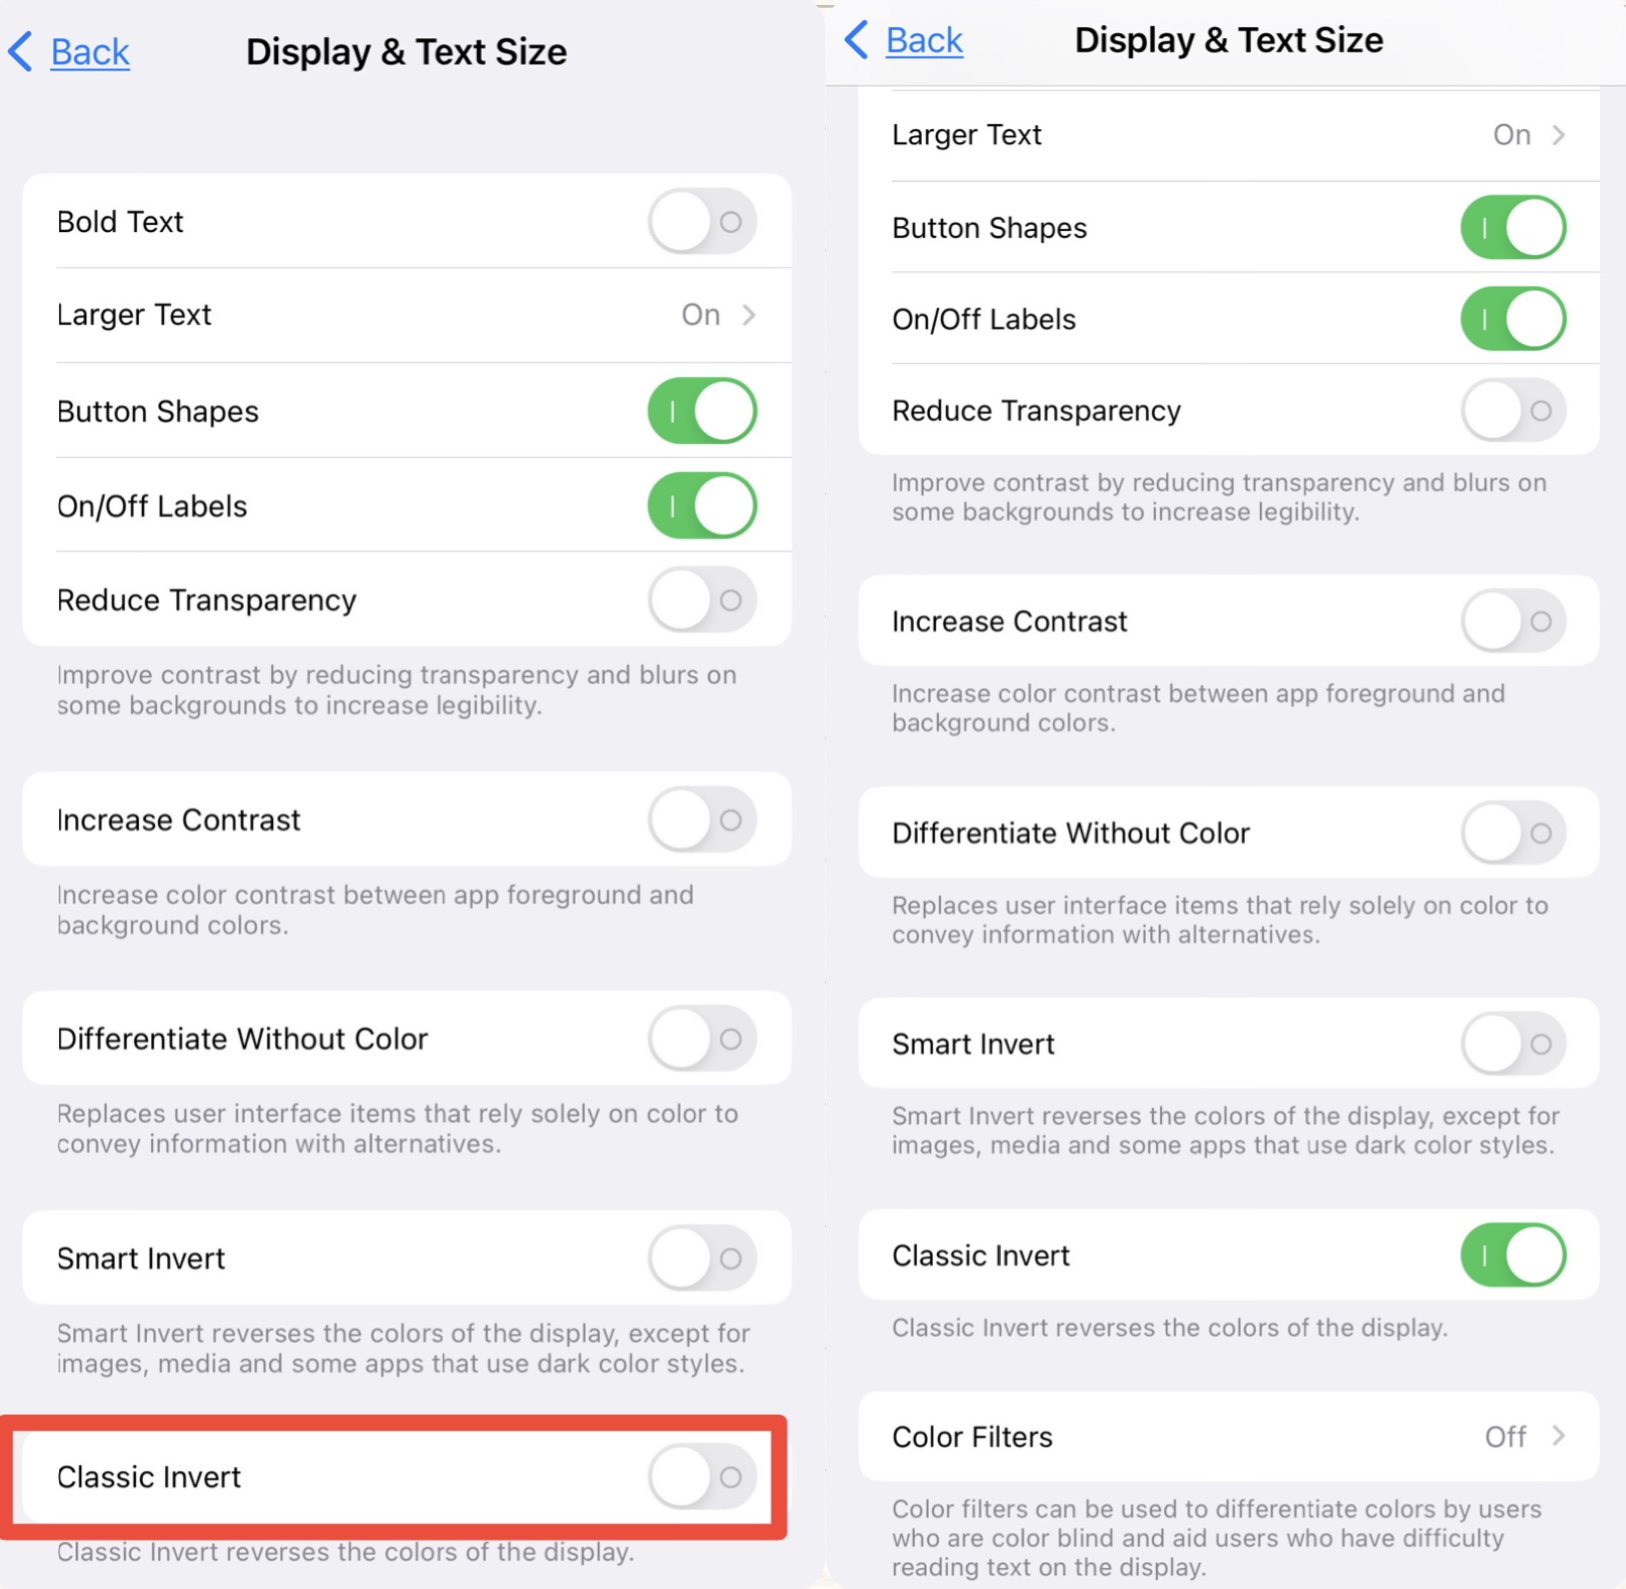 Back
Display & Text Size
Bold Text
Larger Text
On
Button Shapes
On/Off Labels
Reduce Transparency
Improve contrast by reducing transparency and blurs on
some backgrounds to increase legibility.
Increase Contrast
Increase color contrast between app foreground and
background colors.
Differentiate Without Color
Replaces user interface items that rely solely on color to
convey information with alternatives.
Smart Invert
Smart Invert reverses the colors of the display, except for
images, media and some apps that use dark color styles.
Classic Invert
Classic Invert reverses the colors of the display.
Back
Display & Text Size
Larger Text
On
Button Shapes
On/Off Labels
Reduce Transparency
Improve contrast by reducing transparency and blurs on
some backgrounds to increase legibility.
Increase Contrast
Increase color contrast between app foreground and
background colors.
Differentiate Without Color
Replaces user interface items that rely solely on color to
convey information with alternatives.
Smart Invert
Smart Invert reverses the colors of the display, except for
images, media and some apps that use dark color styles.
Classic Invert
Classic Invert reverses the colors of the display.
Color Filters
Off
Color filters can be used to differentiate colors by users
who are color blind and aid users who have difficulty
reading text on the display.